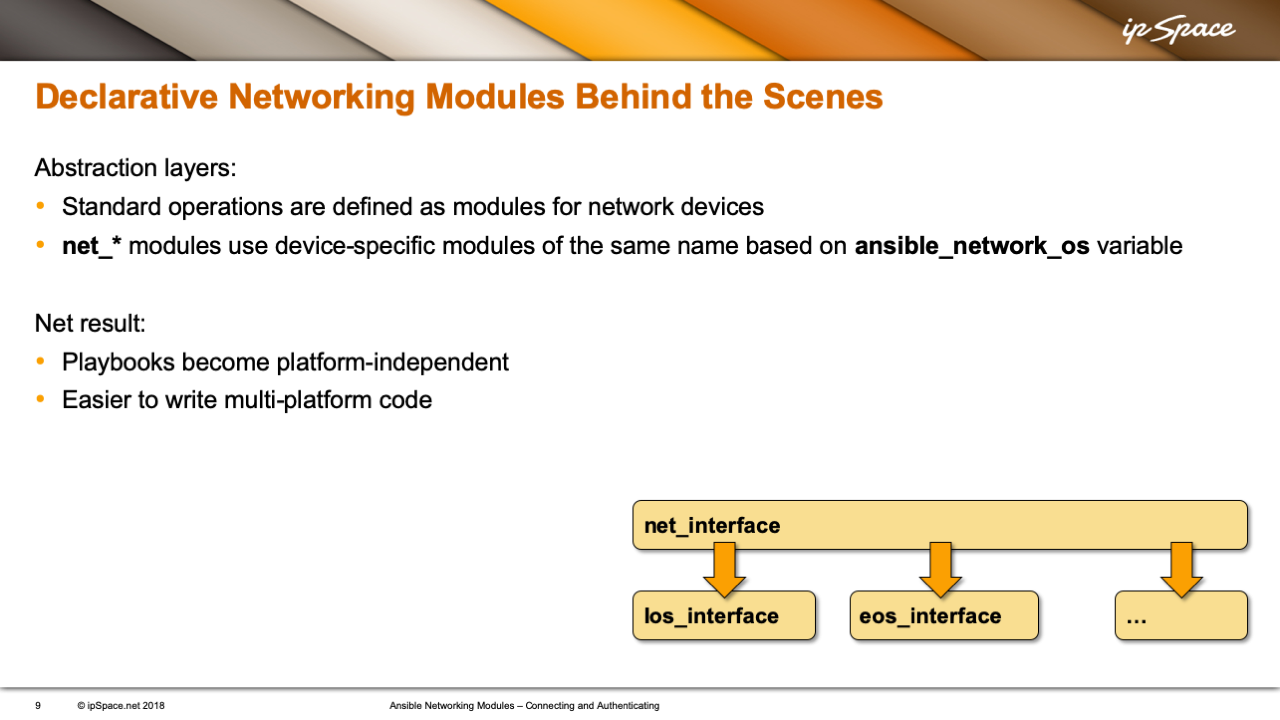 ipSpace
Declarative Networking Modules Behind the Scenes
Abstraction layers:
• Standard operations are defined as modules for network devices
• net_* modules use device-specific modules of the same name based on ansible_network_os variable
Net result:
• Playbooks become platform-independent
• Easier to write multi-platform code
net_interface
Ios_interface
eos_interface
…
9
© ipSpace.net 2018
Ansible Networking Modules – Connecting and Authenticating